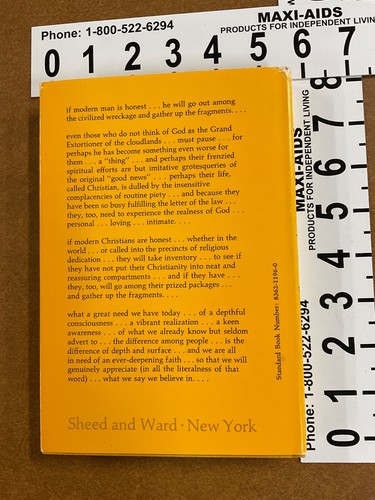 MAXI-AIDS
Phone: 1-800-522-6294
PRODUCTS FOR INDEPENDENT LIVING
0 1 2 3 4 5 6 7
if modern man is honest . . . he will go out among
the civilized wreckage and gather up the fragments. . . .
even those who do not think of God as the Grand
Extortioner of the cloudlands . . . must pause . . . for
perhaps he has become something even worse for
them . . . a "thing" . . . and perhaps their frenzied
spiritual efforts are but imitative grotesqueries of
the original "good news" . . . perhaps their life,
called Christian, is dulled by the insensitive
complacencies of routine piety . . . and because they
have been so busy fulfilling the letter of the law . . .
they, too, need to experience the realness of God . . .
personal . . . loving . . . intimate. . . .
if modern Christians are honest . . . whether in the
world . . . or called into the precincts of religious
dedication . . . they will take inventory . . . to see if
they have not put their Christianity into neat and
reassuring compartments . . . and if they have . . .
they, too, will go among their prized packages . . .
and gather up the fragments. . . .
what a great need we have today . . . of a depthful
consciousness . . . a vibrant realization . . . a keen
awareness . . . of what we already know but seldom
advert to . . . the difference among people . . . is the
difference of depth and surface . . . and we are all
in need of an ever-deepening faith . . . so that we will
genuinely appreciate (in all the literalness of that
word) . . . what we say we believe in. . . .
Standard Book Number: 8362-1196-0
Sheed and Ward · New York
MAXI-AIDS
PRODUCTS FOR INDEPENDENT LIVING
Phone: 1-800-522-6294
0 1 2 3 4 5 6 7 8